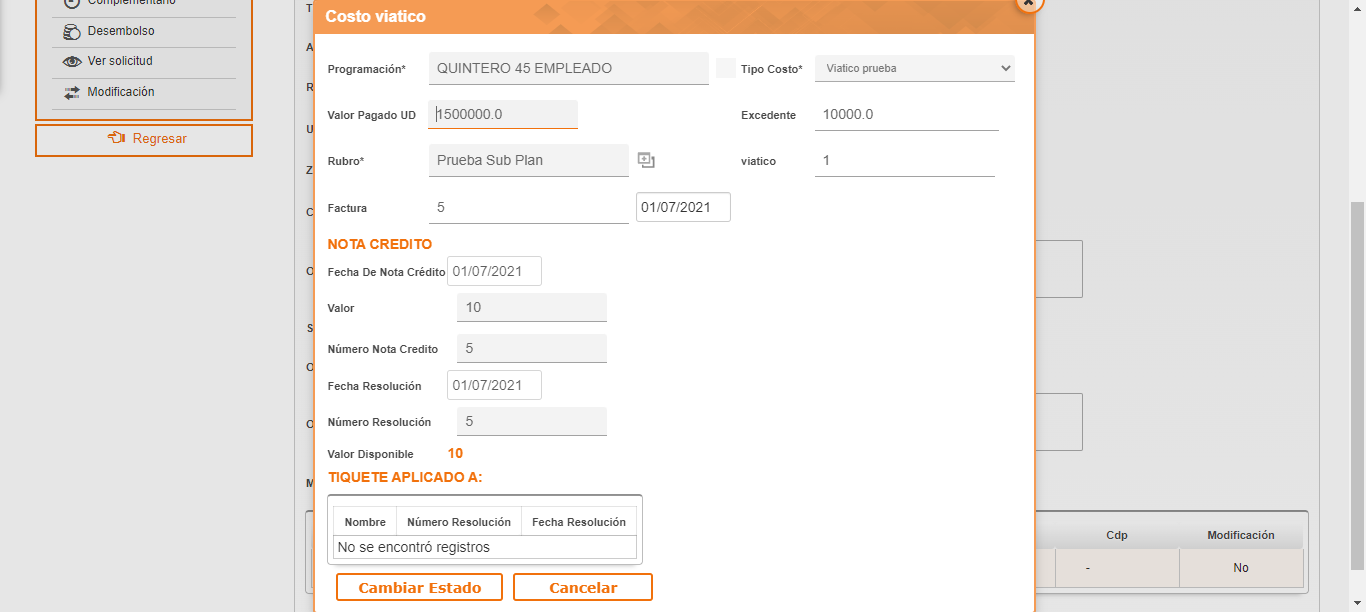 Complementario
Desembolso
Ver solicitud
Modificación
Regresar
Costo viatico
Programación* QUINTERO 45 EMPLEADO Tipo Costo* Viatico prueba
Valor Pagado UD 1500000.0 Excedente 10000.0
Rubro* Prueba Sub Plan viatico 1
Factura 5 01/07/2021
NOTA CREDITO
Fecha De Nota Crédito 01/07/2021
Valor 10
Número Nota Credito 5
Fecha Resolución 01/07/2021
Número Resolución 5
Valor Disponible 10
TIQUETE APLICADO A:
Nombre Número Resolución Fecha Resolución
No se encontró registros
Cambiar Estado Cancelar
Cdp Modificación
- No